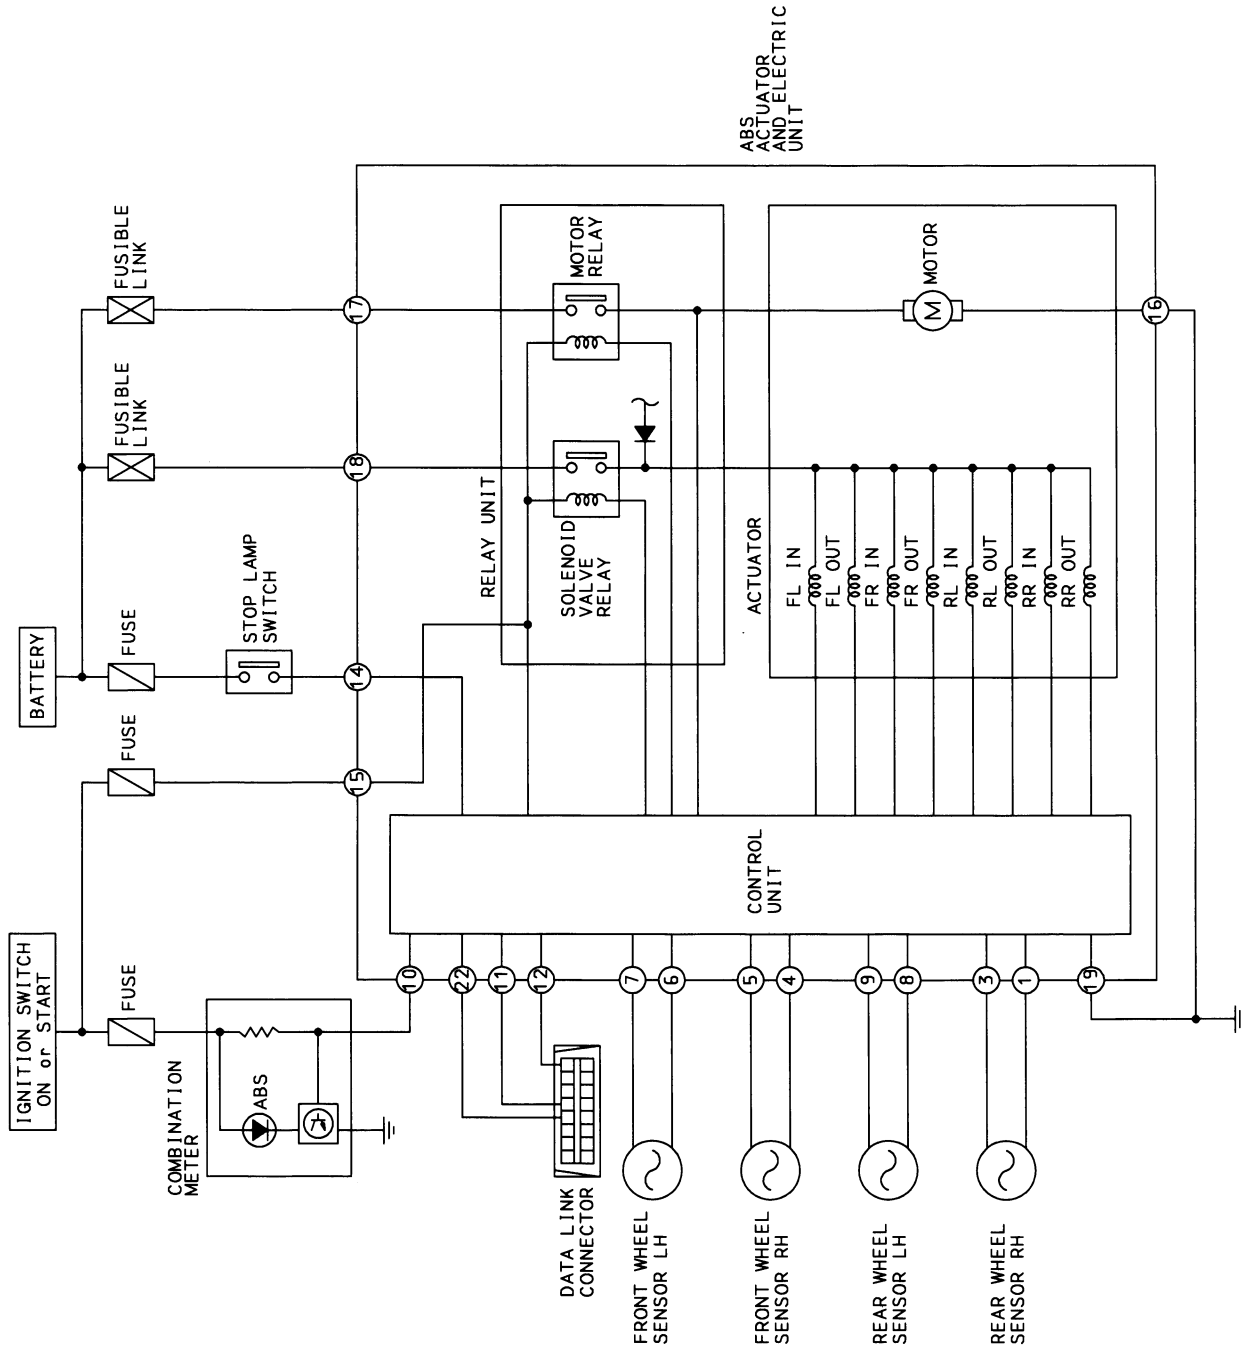 IGNITION SWITCH
ON or START
BATTERY
FUSE
FUSE
FUSE
FUSIBLE
LINK
FUSIBLE
LINK
STOP LAMP
SWITCH
COMBINATION
METER
ABS
10
22
11
12
7
6
5
4
9
8
3
1
19
15
14
18
17
16
ABS
ACTUATOR
AND ELECTRIC
UNIT
RELAY UNIT
SOLENOID
VALVE
RELAY
MOTOR
RELAY
ACTUATOR
FL IN
FL OUT
FR IN
FR OUT
RL IN
RL OUT
RR IN
RR OUT
M
MOTOR
CONTROL
UNIT
DATA LINK
CONNECTOR
FRONT WHEEL
SENSOR LH
FRONT WHEEL
SENSOR RH
REAR WHEEL
SENSOR LH
REAR WHEEL
SENSOR RH